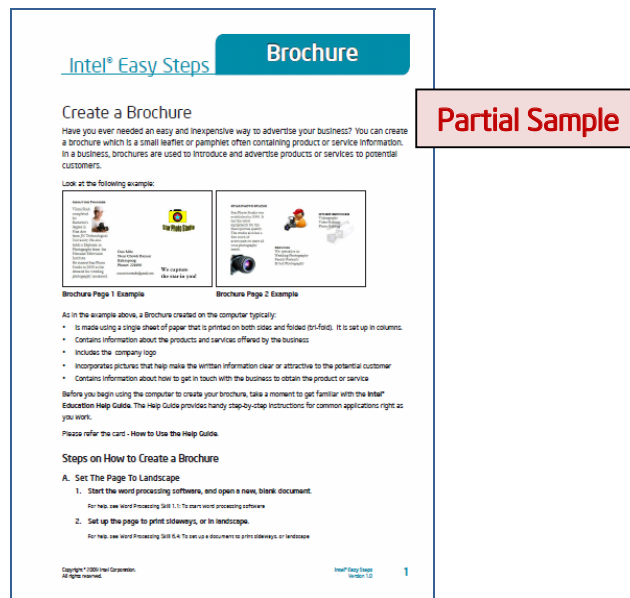 Brochure
Intel® Easy Steps
Partial Sample
Create a Brochure
Have you ever needed an easy and inexpensive way to advertise your business? You can create
a brochure which is a small leaflet or pamphlet often containing product or service information.
In a business, brochures are used to introduce and advertise products or services to potential
customers.
Look at the following example:
Star Photo Studio
We capture
the star in you!
Brochure Page 1 Example
Brochure Page 2 Example
As in the example above, a Brochure created on the computer typically:
• Is made using a single sheet of paper that is printed on both sides and folded (tri-fold). It is set up in columns.
• Contains information about the products and services offered by the business
• Includes the company logo
• Incorporates pictures that help make the written information clear or attractive to the potential customer
• Contains information about how to get in touch with the business to obtain the product or service
Before you begin using the computer to create your brochure, take a moment to get familiar with the Intel®
Education Help Guide. The Help Guide provides handy step-by-step instructions for common applications right as
you work.
Please refer the card - How to Use the Help Guide.
Steps on How to Create a Brochure
A. Set The Page To Landscape
1. Start the word processing software, and open a new, blank document.
For help, see Word Processing Skill 1.1: To start word processing software
2. Set up the page to print sideways, or in landscape.
For help, see Word Processing Skill 6.4: To set up a document to print sideways, or landscape
Copyright © 2009 Intel Corporation.
All rights reserved.
Intel® Easy Steps
Version 1.0
1